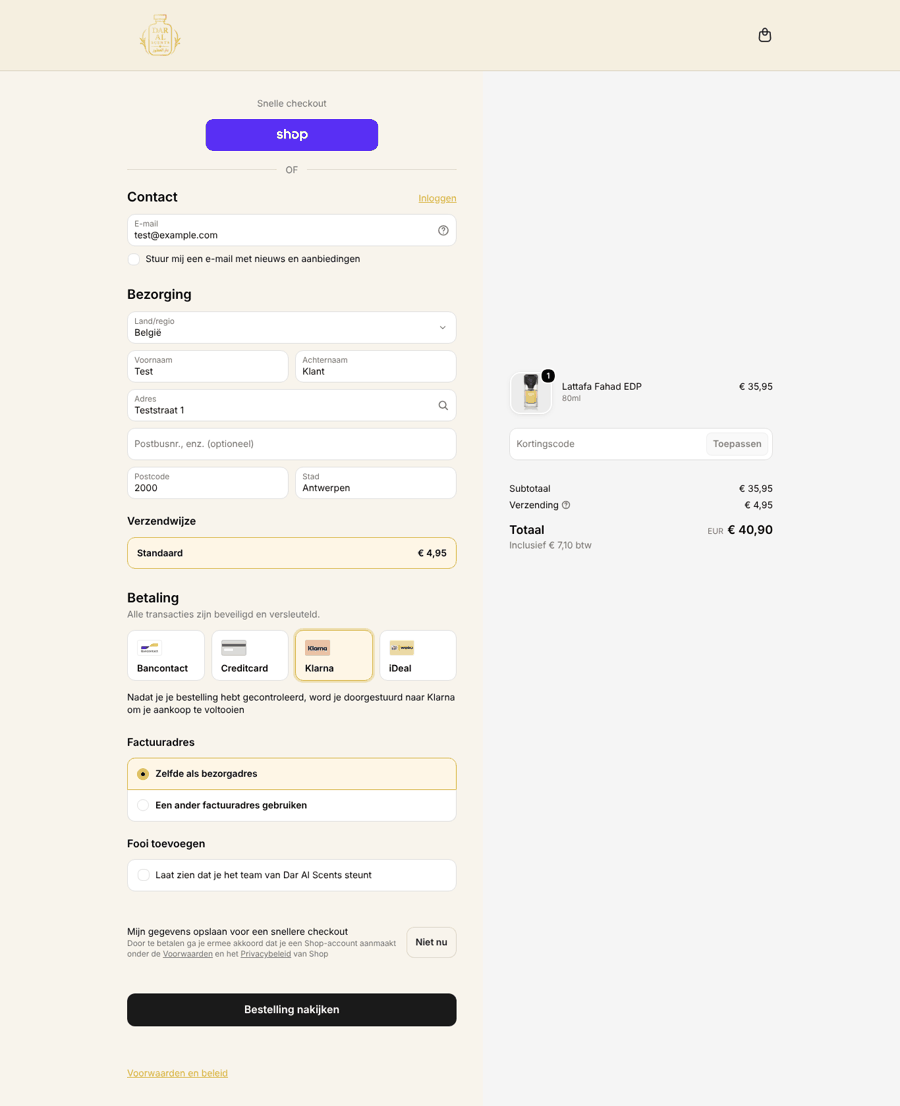 DAR
AL
Snelle checkout
shop
OF
Contact
Inloggen
E-mail
test@example.com
Stuur mij een e-mail met nieuws en aanbiedingen
Bezorging
Land/regio
België
Voornaam
Test
Achternaam
Klant
Adres
Teststraat 1
Postbusnr., enz. (optioneel)
Postcode
2000
Stad
Antwerpen
Verzendwijze
Standaard
€ 4,95
Betaling
Alle transacties zijn beveiligd en versleuteld.
Bancontact
Creditcard
Klarna
Klarna
iDeal
Nadat je je bestelling hebt gecontroleerd, word je doorgestuurd naar Klarna
om je aankoop te voltooien
Factuuradres
Zelfde als bezorgadres
Een ander factuuradres gebruiken
Fooi toevoegen
Laat zien dat je het team van Dar Al Scents steunt
Mijn gegevens opslaan voor een snellere checkout
Door te betalen ga je ermee akkoord dat je een Shop-account aanmaakt
onder de Voorwaarden en het Privacybeleid van Shop
Niet nu
Bestelling nakijken
Voorwaarden en beleid
1
Lattafa Fahad EDP
€ 35,95
80ml
Kortingscode
Toepassen
Subtotaal
€ 35,95
Verzending
€ 4,95
Totaal
EUR € 40,90
Inclusief € 7,10 btw